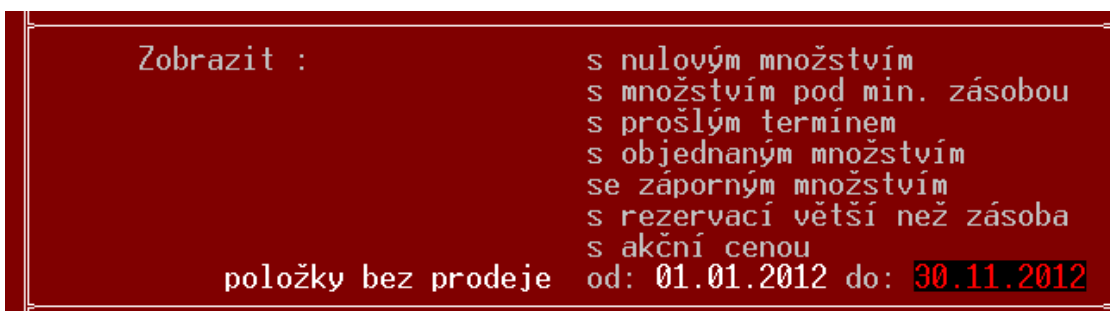 Zobrazit : s nulovým množstvím
s množstvím pod min. zásobou
s prošlým termínem
s objednaným množstvím
se záporným množstvím
s rezervací větší než zásoba
s akční cenou
položky bez prodeje od: 01.01.2012 do: 30.11.2012